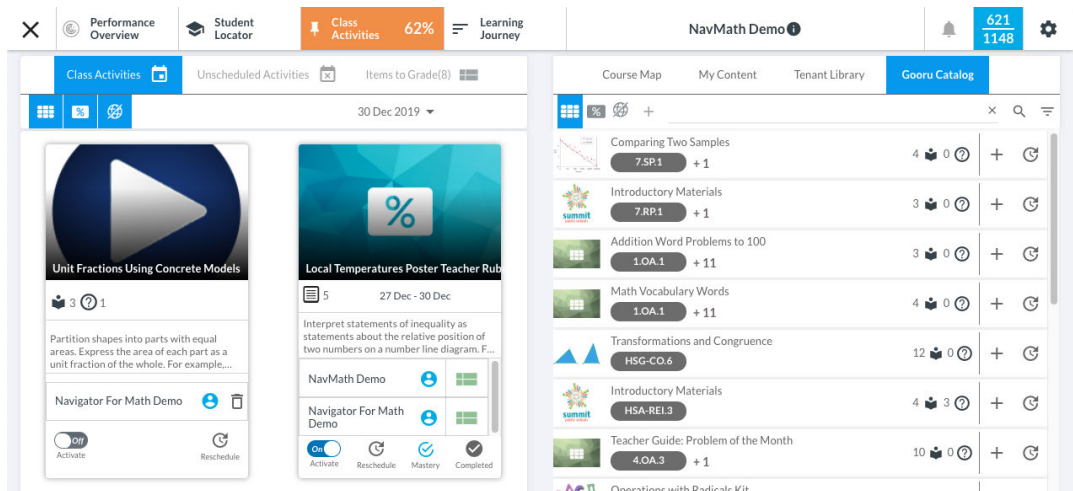 Performance
Overview
Student
Locator
Class
Activities
62%
Learning
Journey
NavMath Demo
621
1148
Class Activities
Unscheduled Activities
Items to Grade(8)
30 Dec 2019
Unit Fractions Using Concrete Models
3 1
Partition shapes into parts with equal
areas. Express the area of each part as a
unit fraction of the whole. For example,...
Navigator For Math Demo
Off
Activate
Reschedule
Local Temperatures Poster Teacher Rub
5
27 Dec - 30 Dec
Interpret statements of inequality as
statements about the relative position of
two numbers on a number line diagram. F...
NavMath Demo
Navigator For Math
Demo
On
Activate
Reschedule
Mastery
Completed
Course Map
My Content
Tenant Library
Gooru Catalog
Comparing Two Samples
7.SP.1 + 1
4 0
summit
Introductory Materials
7.RP.1 + 1
3 0
Addition Word Problems to 100
1.OA.1 + 11
3 0
Math Vocabulary Words
1.OA.1 + 11
4 0
Transformations and Congruence
HSG-CO.6
12 0
summit
Introductory Materials
HSA-REI.3
4 3
Teacher Guide: Problem of the Month
4.OA.3 + 1
10 0
Operations with Radicals Kit